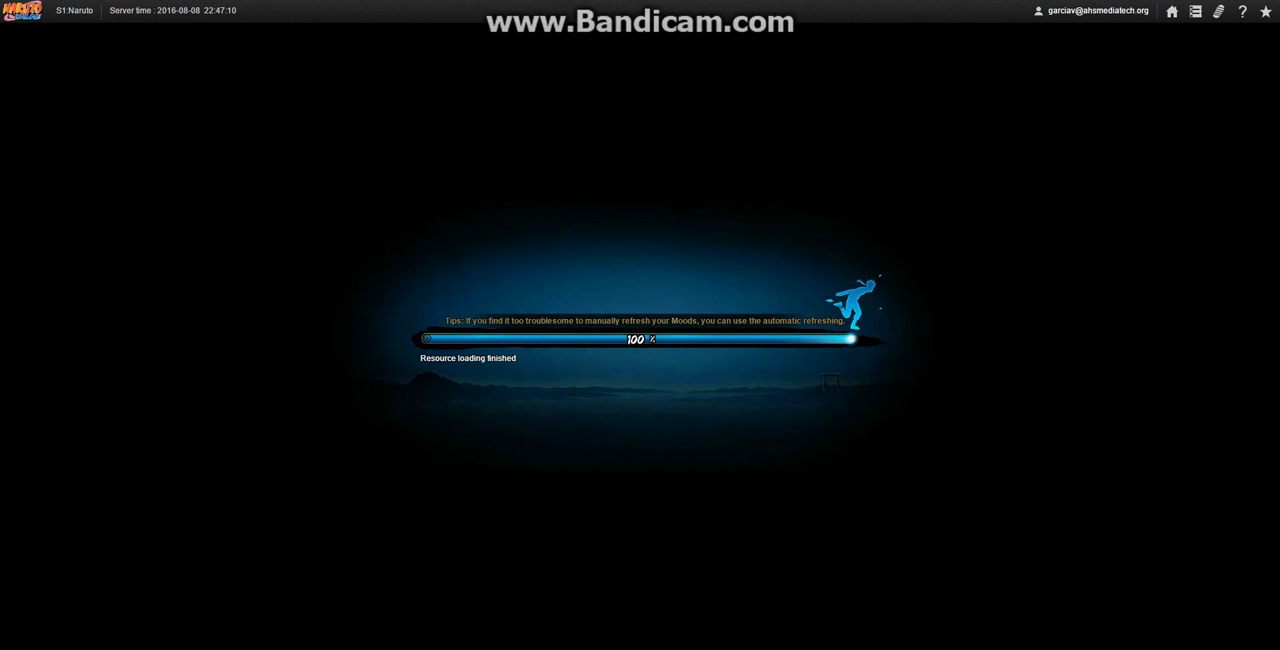 NARUTO ONLINE S1:Naruto Server time : 2016-08-08 22:47:10 www.Bandicam.com garciav@ahsmediatech.org ?
Tips: If you find it too troublesome to manually refresh your Moods, you can use the automatic refreshing.
100 %
Resource loading finished